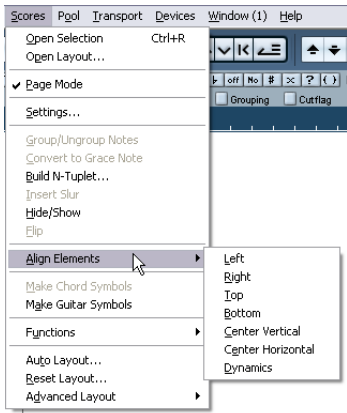 Scores Pool Transport Devices Window (1) Help
Open Selection Ctrl+R
Open Layout...
Page Mode
off No # × ? ( )
Grouping Cutflag
Settings...
Group/Ungroup Notes
Convert to Grace Note
Build N-Tuplet...
Insert Slur
Hide/Show
Flip
Align Elements
Left
Right
Top
Bottom
Center Vertical
Center Horizontal
Dynamics
Make Chord Symbols
Make Guitar Symbols
Functions
Auto Layout...
Reset Layout...
Advanced Layout